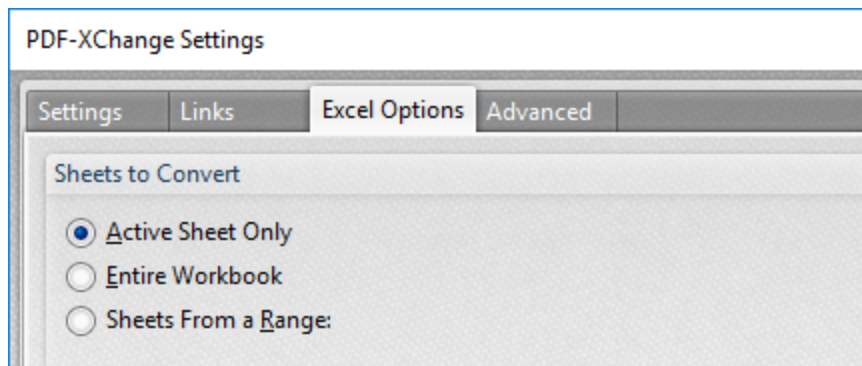 PDF-XChange Settings
Settings Links Excel Options Advanced
Sheets to Convert
Active Sheet Only
Entire Workbook
Sheets From a Range: